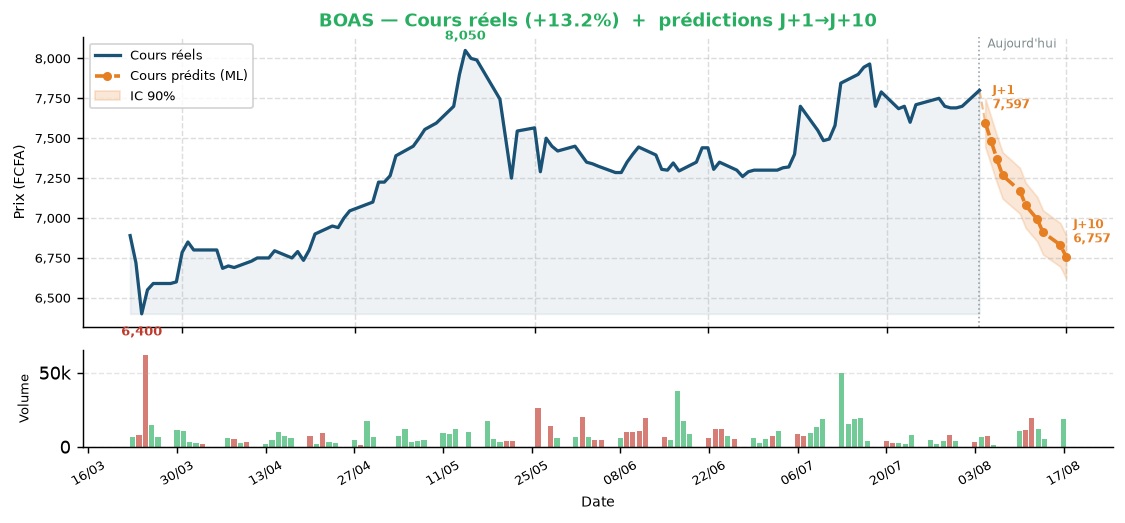 BOAS — Cours réels (+13.2%)  +  prédictions J+1→J+10
8,050
Aujourd'hui
Cours réels
Cours prédits (ML)
IC 90%
8,000
7,750
7,500
7,250
7,000
6,750
6,500
Prix (FCFA)
J+1
7,597
J+10
6,757
6,400
50k
0
Volume
16/03
30/03
13/04
27/04
11/05
25/05
08/06
22/06
06/07
20/07
03/08
17/08
Date